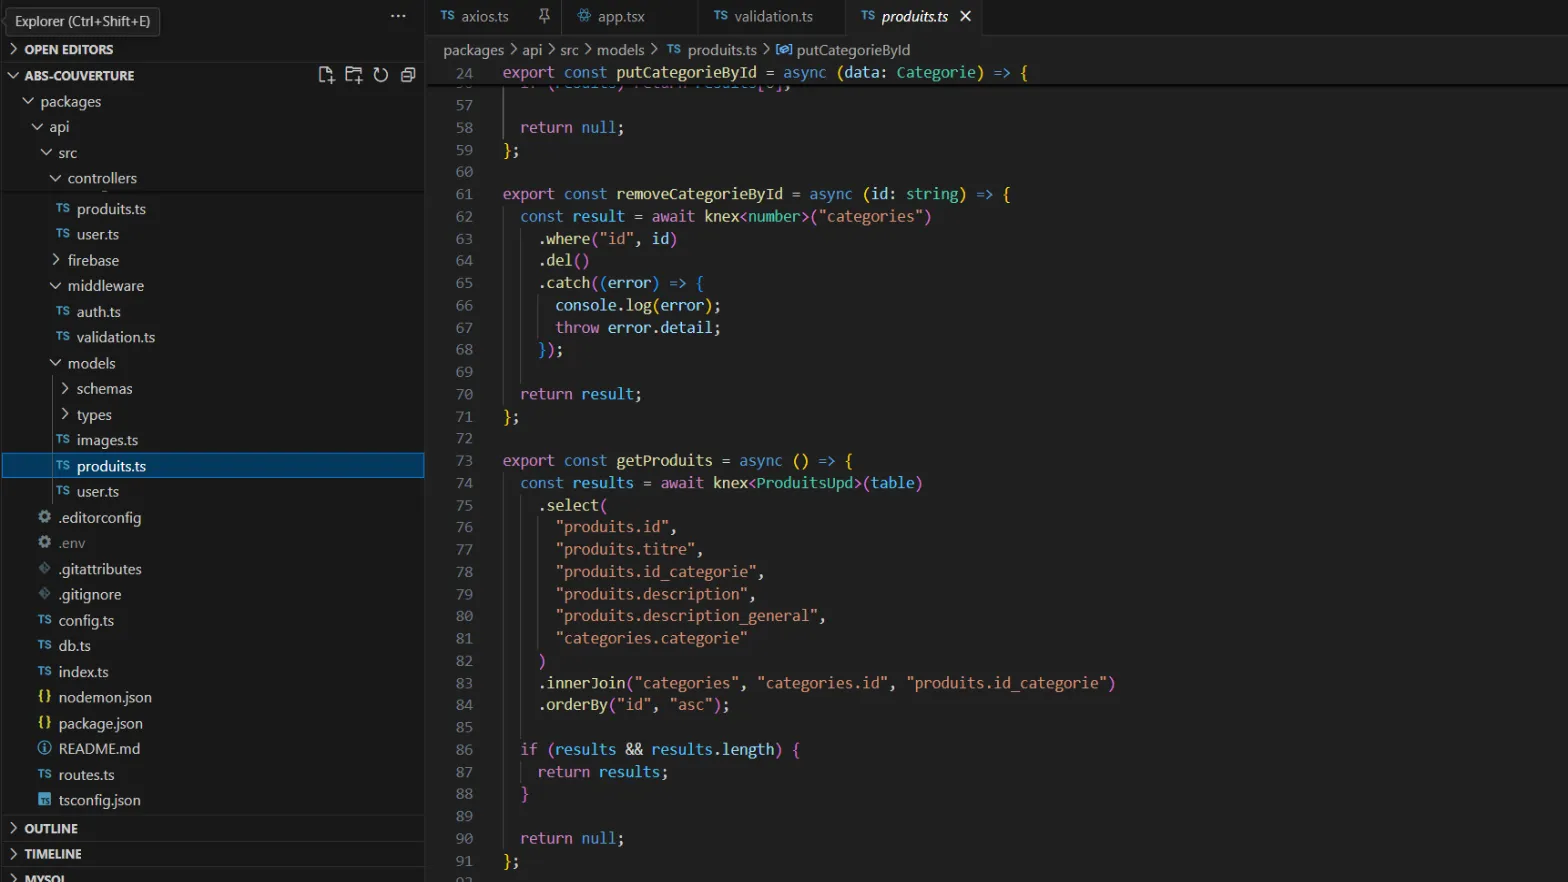 Explorer (Ctrl+Shift+E)
OPEN EDITORS
ABS-COUVERTURE
packages
api
src
controllers
TS produits.ts
TS user.ts
firebase
middleware
TS auth.ts
TS validation.ts
models
schemas
types
TS images.ts
TS produits.ts
TS user.ts
.editorconfig
.env
.gitattributes
.gitignore
TS config.ts
TS db.ts
TS index.ts
{} nodemon.json
{} package.json
README.md
TS routes.ts
TS tsconfig.json
OUTLINE
TIMELINE
MYSQL
TS axios.ts
app.tsx
TS validation.ts
TS produits.ts
packages > api > src > models > TS produits.ts > putCategorieById
24 export const putCategorieById = async (data: Categorie) => {
57
58 return null;
59 };
60
61 export const removeCategorieById = async (id: string) => {
62 const result = await knex<number>("categories")
63 .where("id", id)
64 .del()
65 .catch((error) => {
66 console.log(error);
67 throw error.detail;
68 });
69
70 return result;
71 };
72
73 export const getProduits = async () => {
74 const results = await knex<ProduitsUpd>(table)
75 .select(
76 "produits.id",
77 "produits.titre",
78 "produits.id_categorie",
79 "produits.description",
80 "produits.description_general",
81 "categories.categorie"
82 )
83 .innerJoin("categories", "categories.id", "produits.id_categorie")
84 .orderBy("id", "asc");
85
86 if (results && results.length) {
87 return results;
88 }
89
90 return null;
91 };